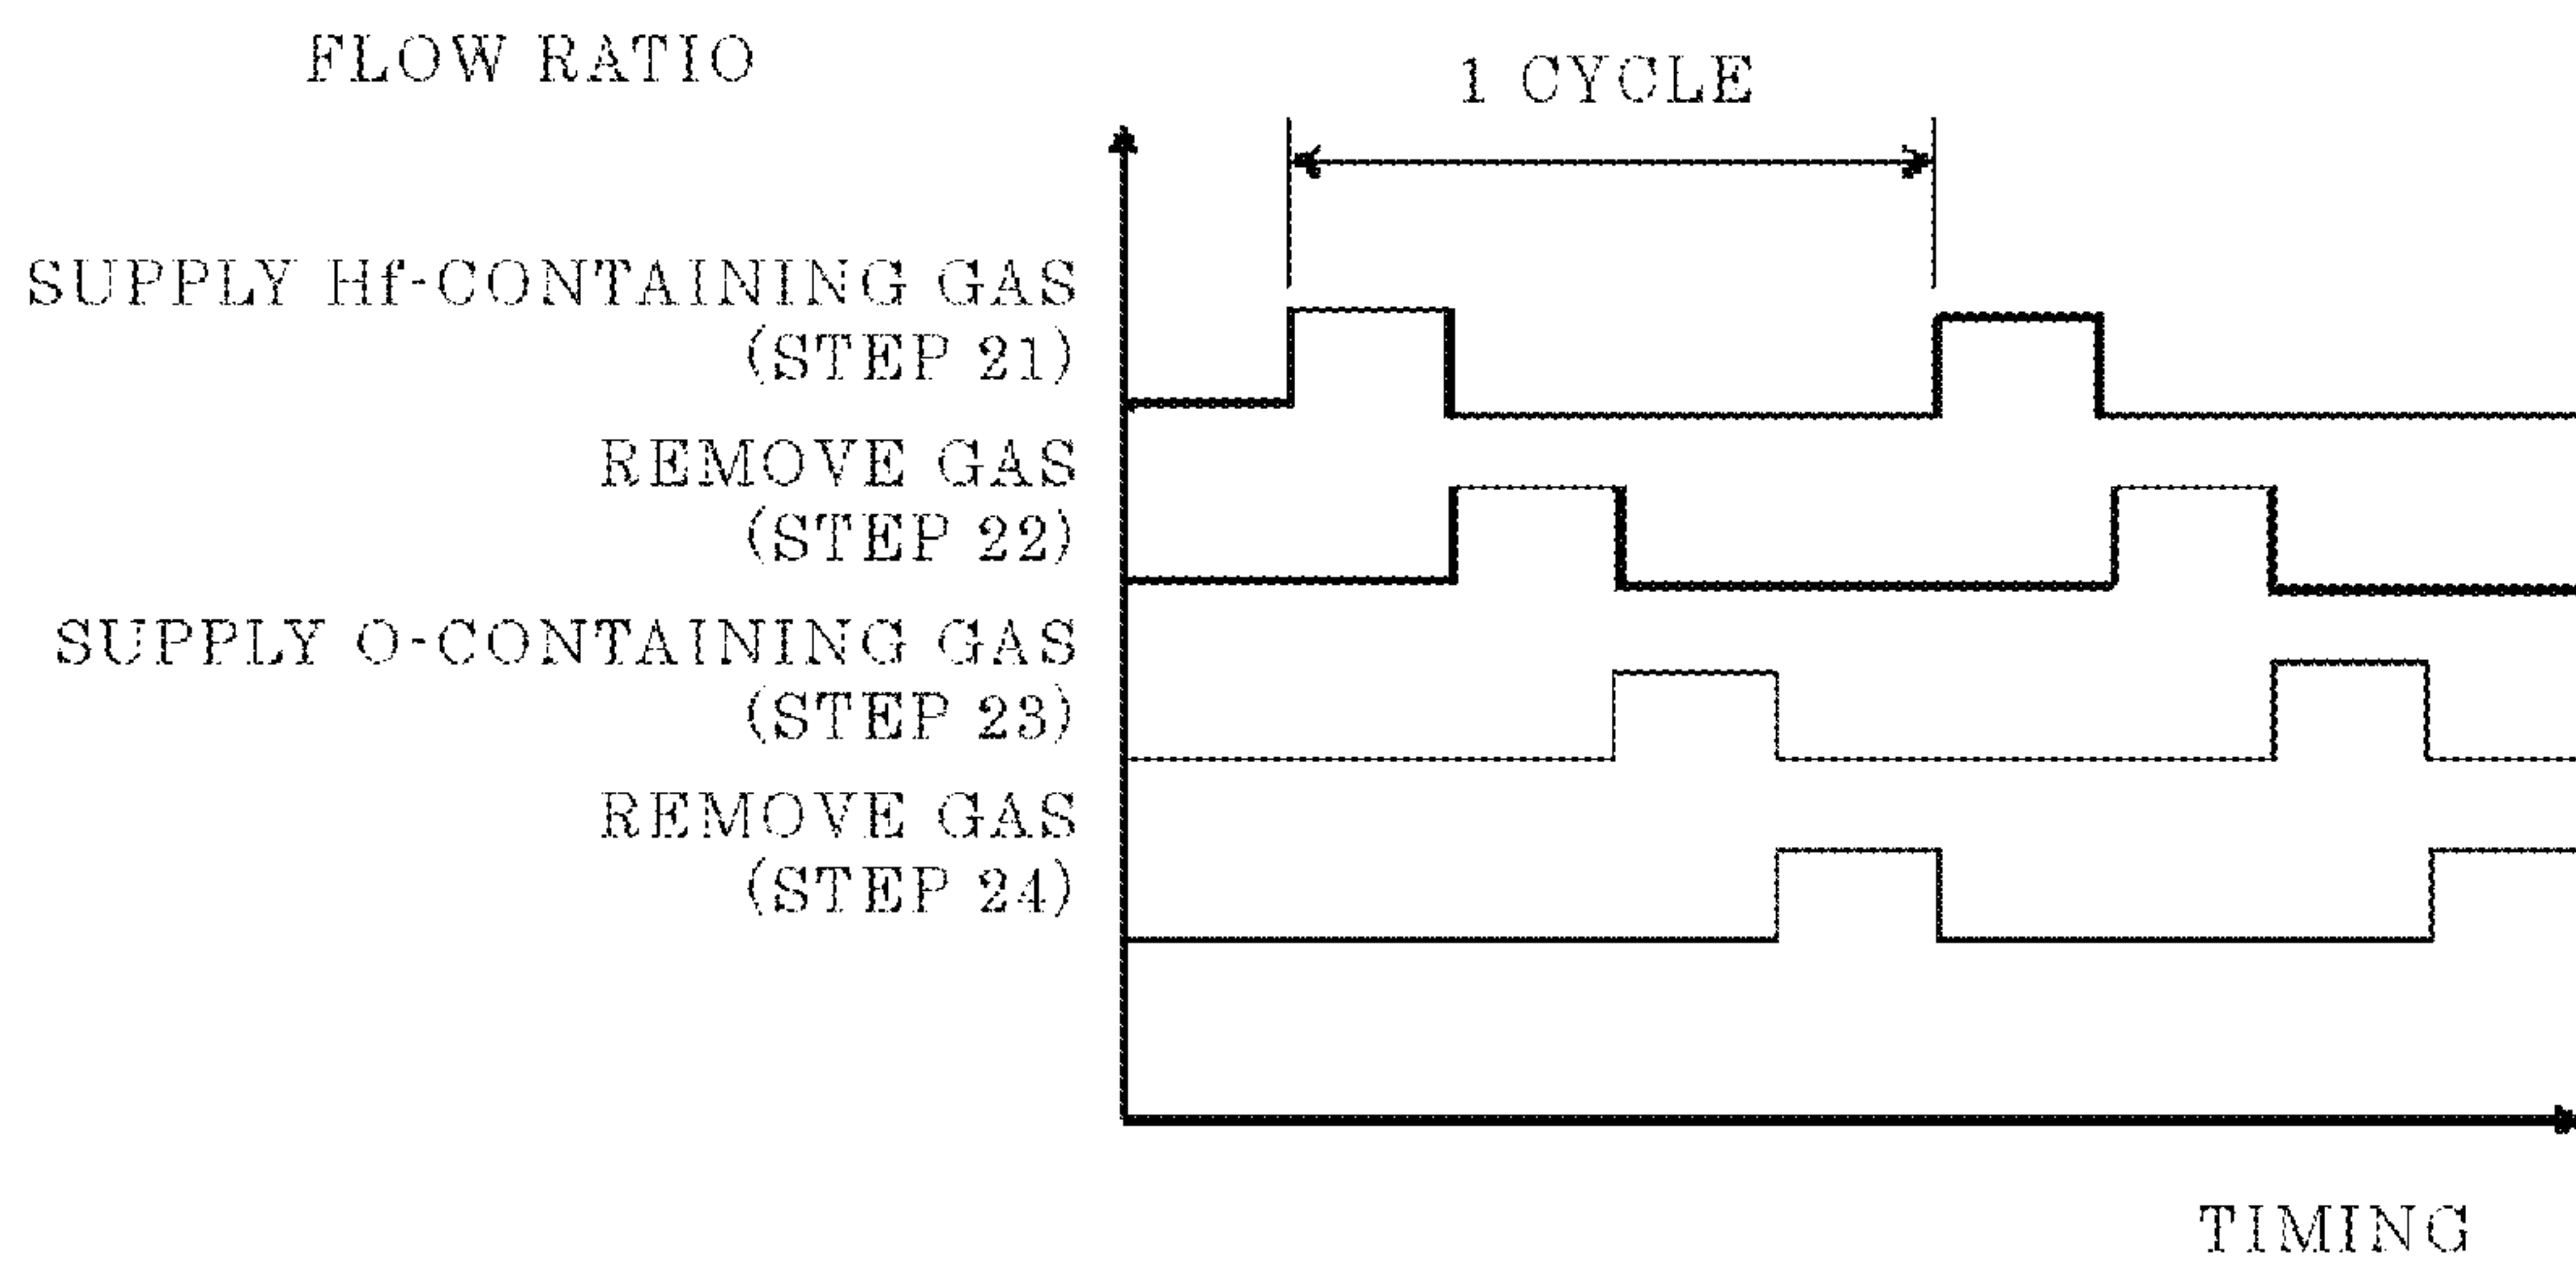 FLOW RATIO
1 CYCLE
SUPPLY Hf-CONTAINING GAS
(STEP 21)
REMOVE GAS
(STEP 22)
SUPPLY O-CONTAINING GAS
(STEP 23)
REMOVE GAS
(STEP 24)
TIMING